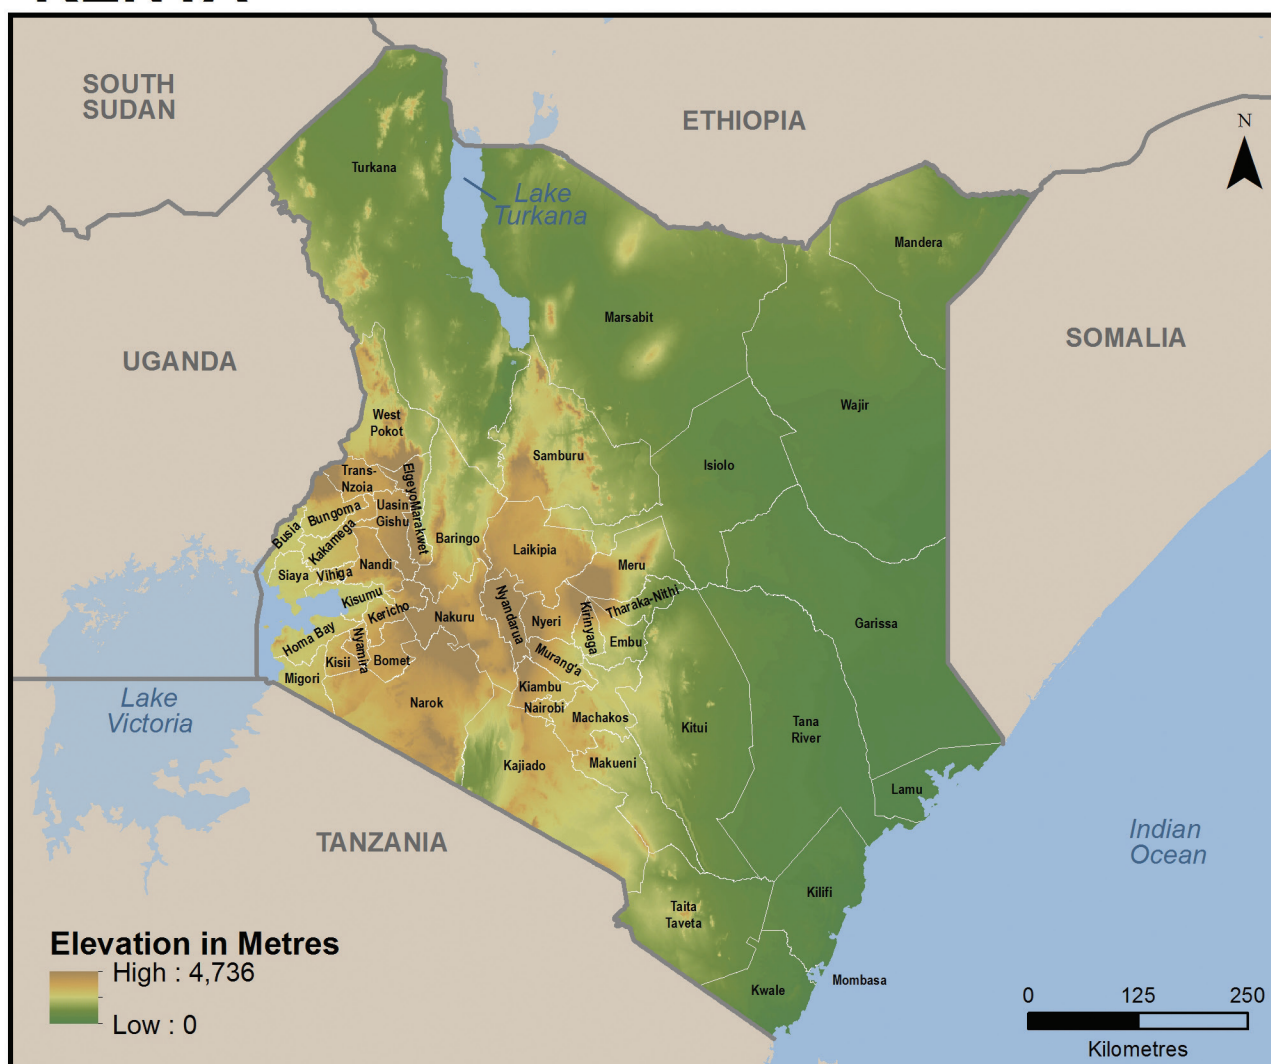 SOUTH
SUDAN
ETHIOPIA
N
Turkana
Lake
Turkana
Mandera
Marsabit
SOMALIA
UGANDA
Wajir
West
Pokot
Samburu
Isiolo
Trans-
Nzoia
Elgeyo
Marakwet
Uasin
Gishu
Bungoma
Busia
Kakamega
Baringo
Laikipia
Meru
Nandi
Siaya
Vihiga
Kisumu
Tharaka-Nithi
Kericho
Nakuru
Nyandarua
Nyeri
Kirinyaga
Garissa
Homa Bay
Nyamira
Embu
Kisii
Bomet
Murang'a
Migori
Kiambu
Lake
Victoria
Narok
Nairobi
Machakos
Kitui
Tana
River
Kajiado
Makueni
Lamu
TANZANIA
Indian
Ocean
Kilifi
Taita
Taveta
Elevation in Metres
High : 4,736
Low : 0
Mombasa
Kwale
0 125 250
Kilometres